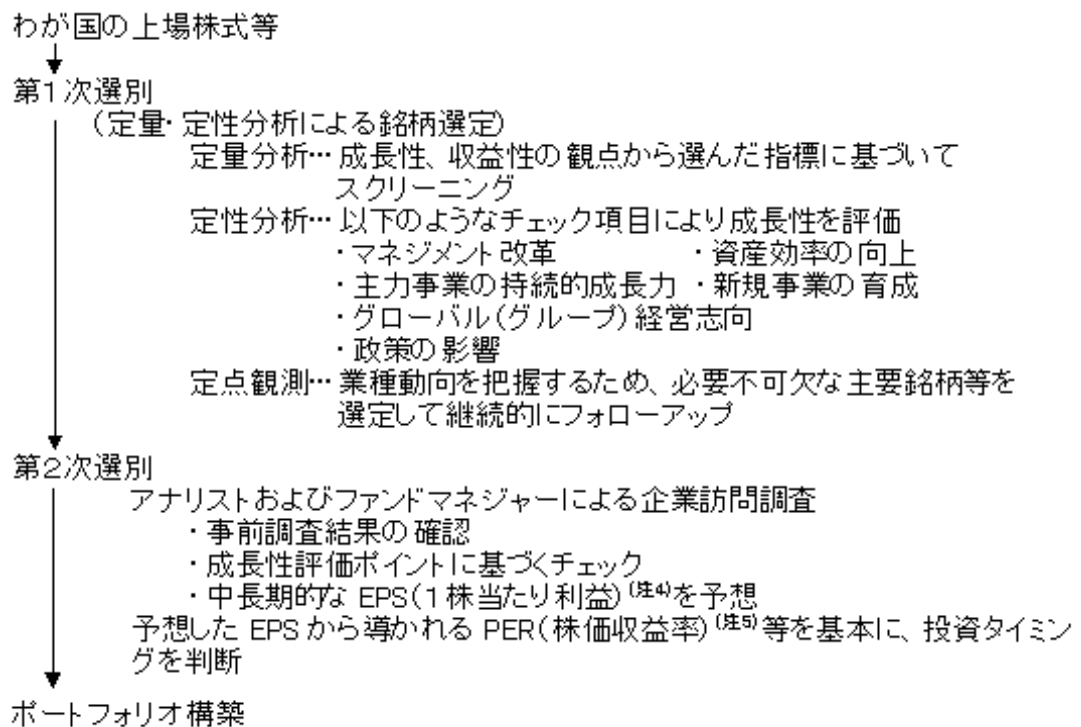 わが国の上場株式等
第1次選別
(定量・定性分析による銘柄選定)
定量分析…成長性、収益性の観点から選んだ指標に基づいて
スクリーニング
定性分析…以下のようなチェック項目により成長性を評価
・マネジメント改革 ・資産効率の向上
・主力事業の持続的成長力 ・新規事業の育成
・グローバル(グループ)経営志向
・政策の影響
定点観測…業種動向を把握するため、必要不可欠な主要銘柄等を
選定して継続的にフォローアップ
第2次選別
アナリストおよびファンドマネジャーによる企業訪問調査
・事前調査結果の確認
・成長性評価ポイントに基づくチェック
・中長期的な EPS(1株当たり利益)(注4)を予想
予想した EPS から導かれる PER(株価収益率)(注5)等を基本に、投資タイミン
グを判断
ポートフォリオ構築